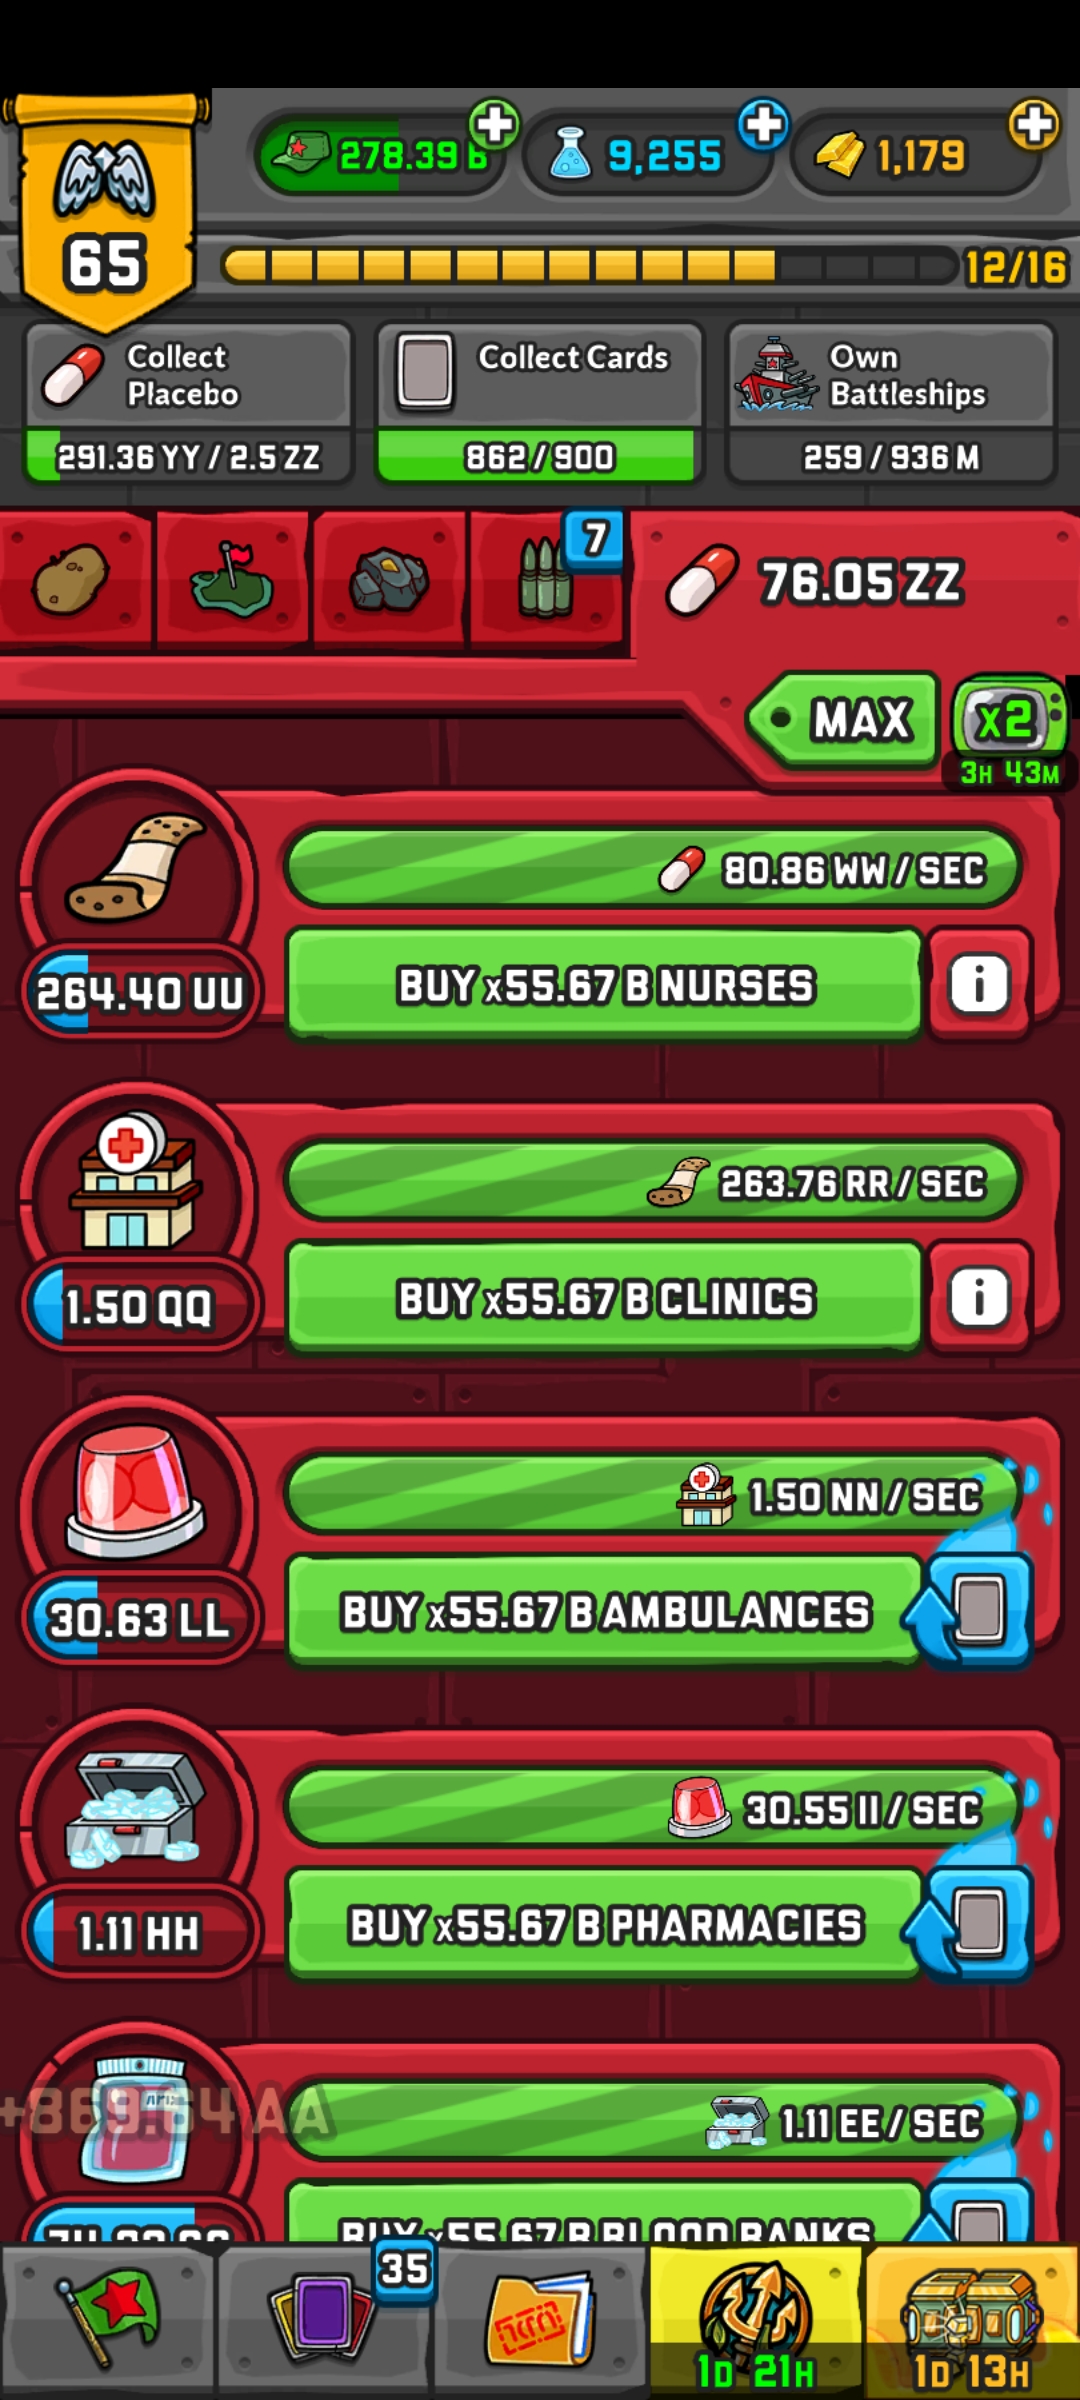 278.39 B
9,255
1,179
65
12/16
Collect
Placebo
291.36 YY / 2.5 ZZ
Collect Cards
862/900
Own
Battleships
259 / 936 M
7
76.05 ZZ
MAX
x2
3H 43M
80.86 WW / SEC
264.40 UU
BUY x55.67 B NURSES
i
263.76 RR / SEC
1.50 QQ
BUY x55.67 B CLINICS
i
1.50 NN / SEC
30.63 LL
BUY x55.67 B AMBULANCES
30.55 II / SEC
1.11 HH
BUY x55.67 B PHARMACIES
+869.64 AA
1.11 EE / SEC
BUY x55.67 B BLOOD BANKS
35
1D 21H
1D 13H